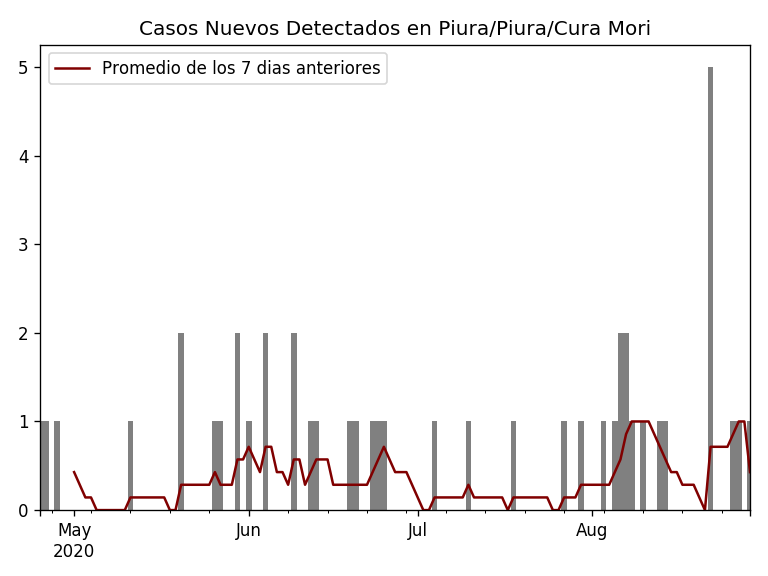 Casos Nuevos Detectados en Piura/Piura/Cura Mori
Promedio de los 7 dias anteriores
5
4
3
2
1
0
May Jun Jul Aug
2020